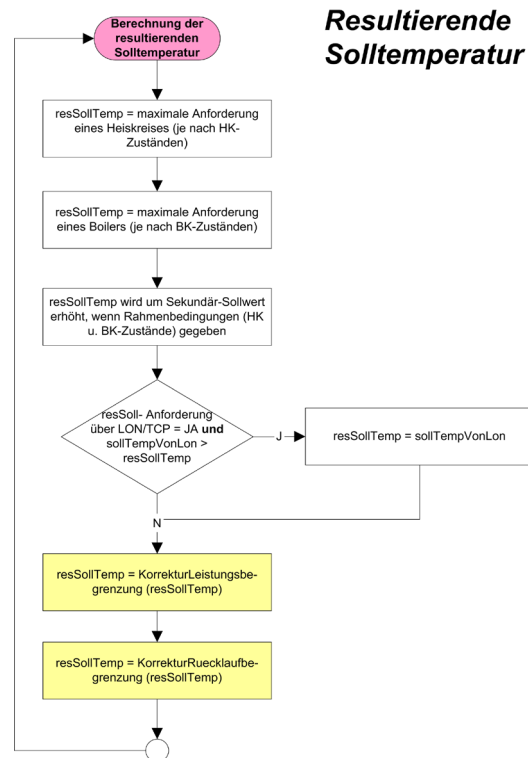 Resultierende
Solltemperatur
Berechnung der
resultierenden
Solltemperatur
resSollTemp = maximale Anforderung
eines Heiskreises (je nach HK-
Zuständen)
resSollTemp = maximale Anforderung
eines Boilers (je nach BK-Zuständen)
resSollTemp wird um Sekundär-Sollwert
erhöht, wenn Rahmenbedingungen (HK
u. BK-Zustände) gegeben
resSoll- Anforderung
über LON/TCP = JA und
sollTempVonLon >
resSollTemp
J
resSollTemp = sollTempVonLon
N
resSollTemp = KorrekturLeistungsbe-
grenzung (resSollTemp)
resSollTemp = KorrekturRuecklaufbe-
grenzung (resSollTemp)